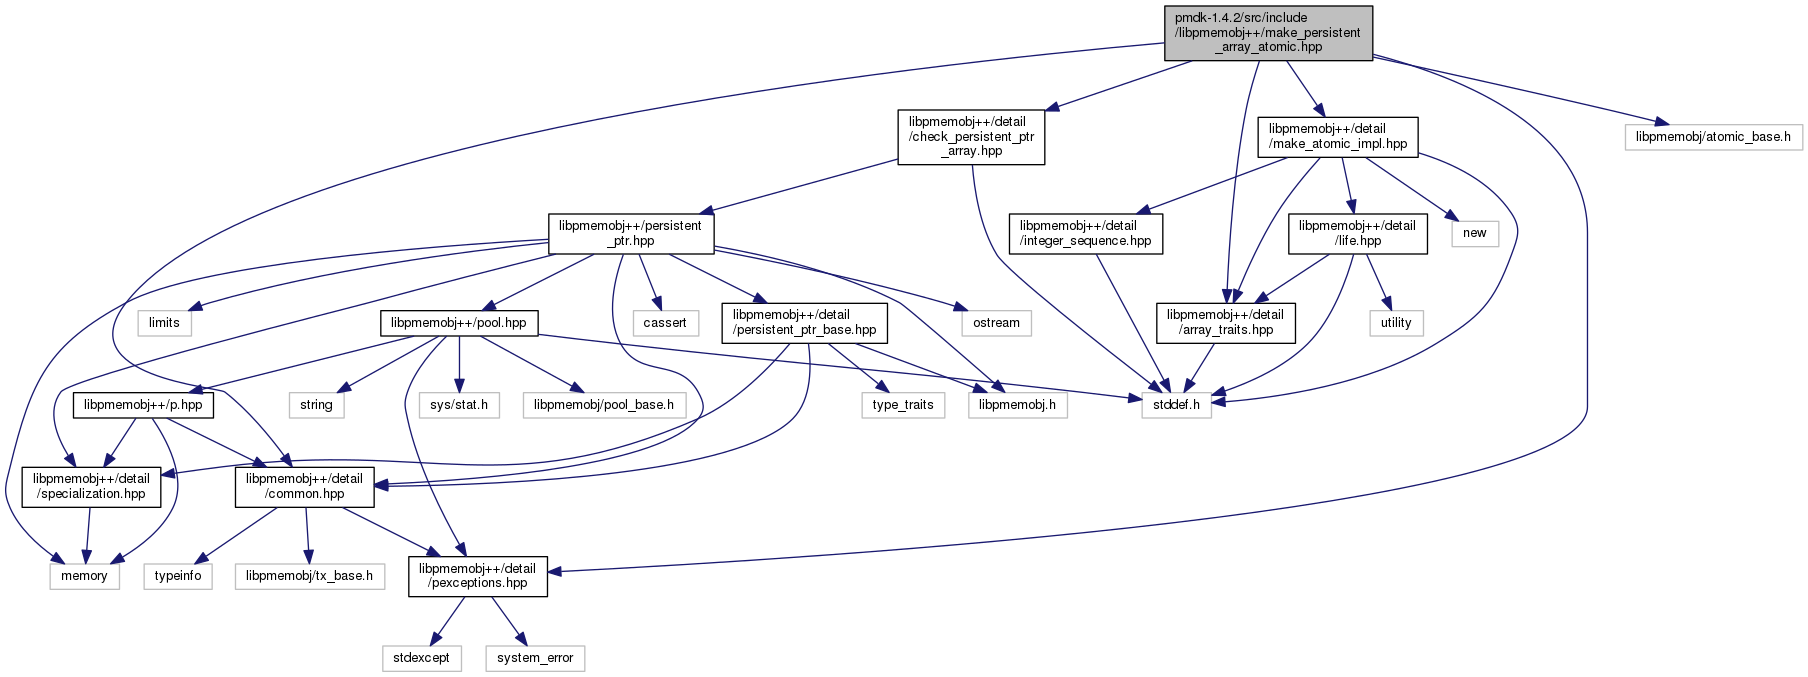 pmdk-1.4.2/src/include
/libpmemobj++/make_persistent
_array_atomic.hpp
libpmemobj++/detail
/check_persistent_ptr
_array.hpp
libpmemobj++/detail
/make_atomic_impl.hpp
libpmemobj/atomic_base.h
libpmemobj++/persistent
_ptr.hpp
libpmemobj++/detail
/integer_sequence.hpp
libpmemobj++/detail
/life.hpp
new
limits
libpmemobj++/pool.hpp
cassert
libpmemobj++/detail
/persistent_ptr_base.hpp
ostream
libpmemobj++/detail
/array_traits.hpp
utility
libpmemobj++/p.hpp
string
sys/stat.h
libpmemobj/pool_base.h
type_traits
libpmemobj.h
stddef.h
libpmemobj++/detail
/specialization.hpp
libpmemobj++/detail
/common.hpp
memory
typeinfo
libpmemobj/tx_base.h
libpmemobj++/detail
/pexceptions.hpp
stdexcept
system_error